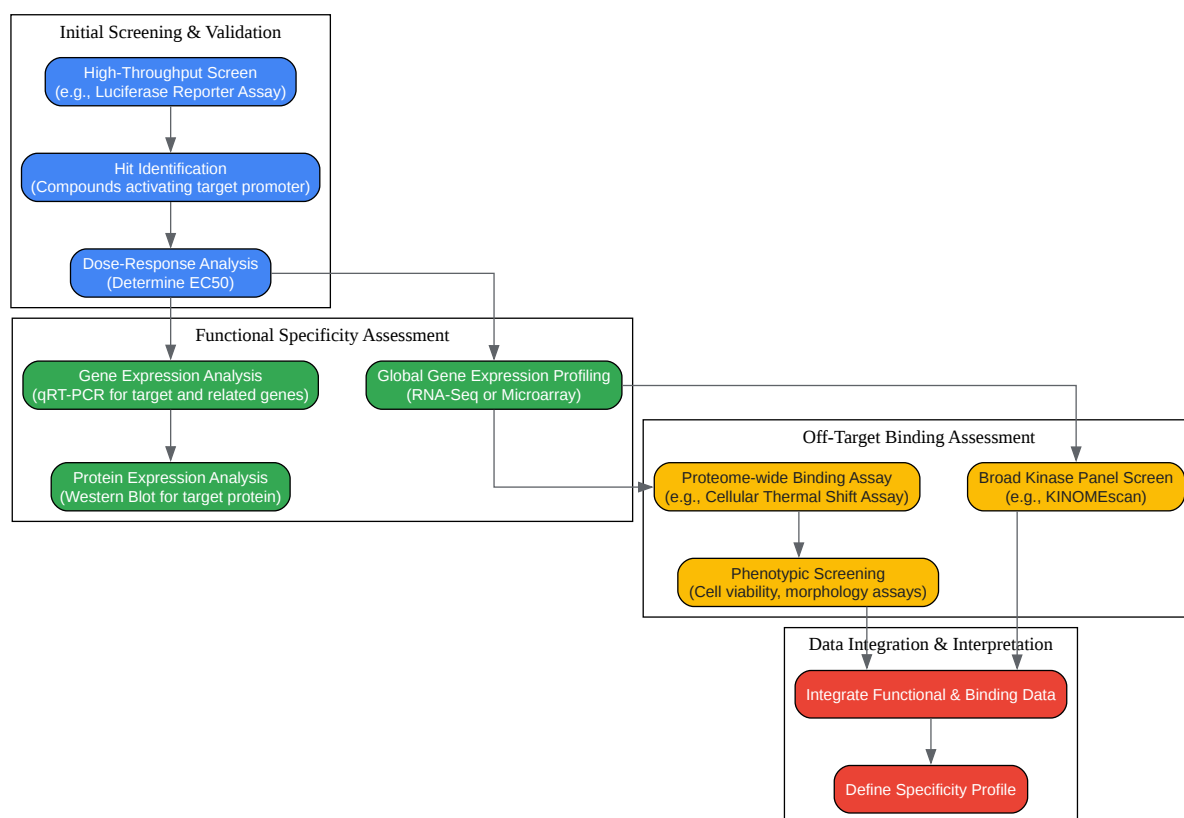 Initial Screening & Validation
High-Throughput Screen
(e.g., Luciferase Reporter Assay)
Hit Identification
(Compounds activating target promoter)
Dose-Response Analysis
(Determine EC50)
Functional Specificity Assessment
Gene Expression Analysis
(qRT-PCR for target and related genes)
Global Gene Expression Profiling
(RNA-Seq or Microarray)
Protein Expression Analysis
(Western Blot for target protein)
Off-Target Binding Assessment
Proteome-wide Binding Assay
(e.g., Cellular Thermal Shift Assay)
Broad Kinase Panel Screen
(e.g., KINOMEscan)
Phenotypic Screening
(Cell viability, morphology assays)
Data Integration & Interpretation
Integrate Functional & Binding Data
Define Specificity Profile